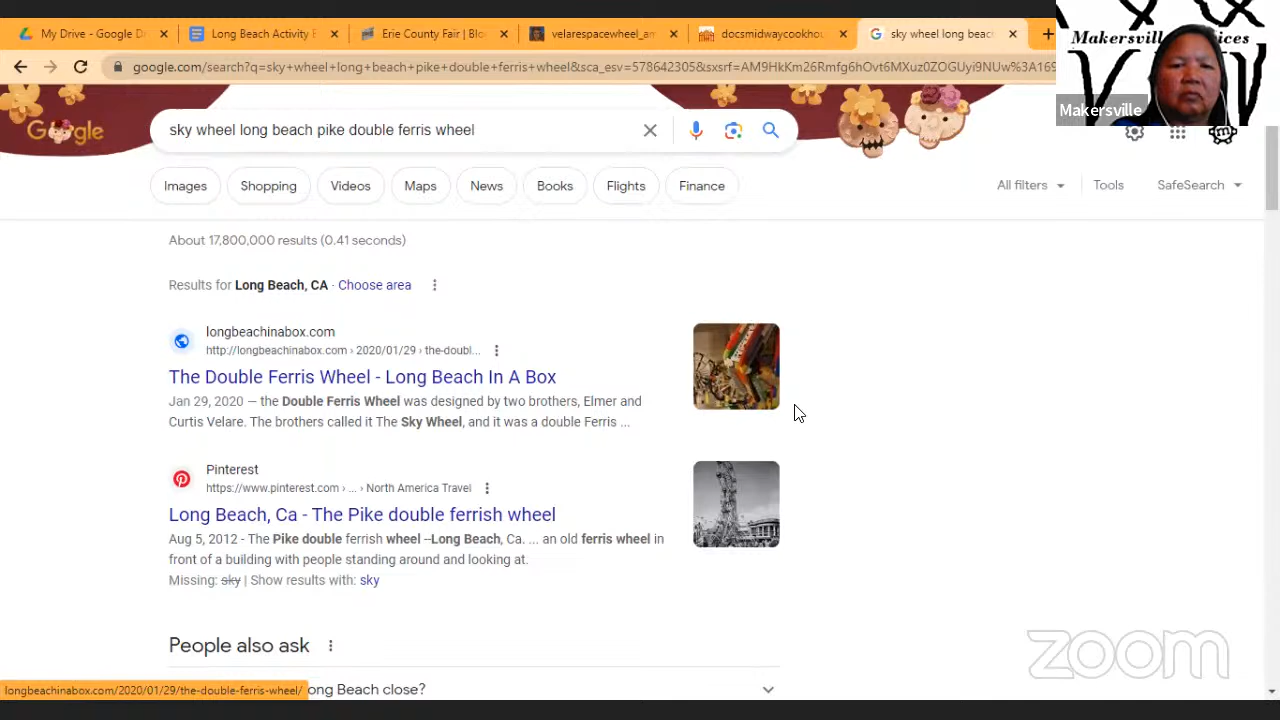 My Drive - Google D
Long Beach Activity E
Erie County Fair | Blo
velarespacewheel_am
docsmidwaycookhou
sky wheel long beac
google.com/search?q=sky+wheel+long+beach+pike+double+ferris+wheel&sca_esv=578642305&sxsrf=AM9HkKm26Rmfg6hOvt6MXuz0ZOGUyi9NUw%3A169
Makersville
Google
sky wheel long beach pike double ferris wheel
Images
Shopping
Videos
Maps
News
Books
Flights
Finance
All filters
Tools
SafeSearch
About 17,800,000 results (0.41 seconds)
Results for Long Beach, CA · Choose area
longbeachinabox.com
http://longbeachinabox.com › 2020/01/29 › the-doubl...
The Double Ferris Wheel - Long Beach In A Box
Jan 29, 2020 — the Double Ferris Wheel was designed by two brothers, Elmer and
Curtis Velare. The brothers called it The Sky Wheel, and it was a double Ferris ...
Pinterest
https://www.pinterest.com › ... › North America Travel
Long Beach, Ca - The Pike double ferrish wheel
Aug 5, 2012 - The Pike double ferrish wheel --Long Beach, Ca. ... an old ferris wheel in
front of a building with people standing around and looking at.
Missing: sky | Show results with: sky
People also ask
ong Beach close?
longbeachinabox.com/2020/01/29/the-double-ferris-wheel/
zoom
Makersville